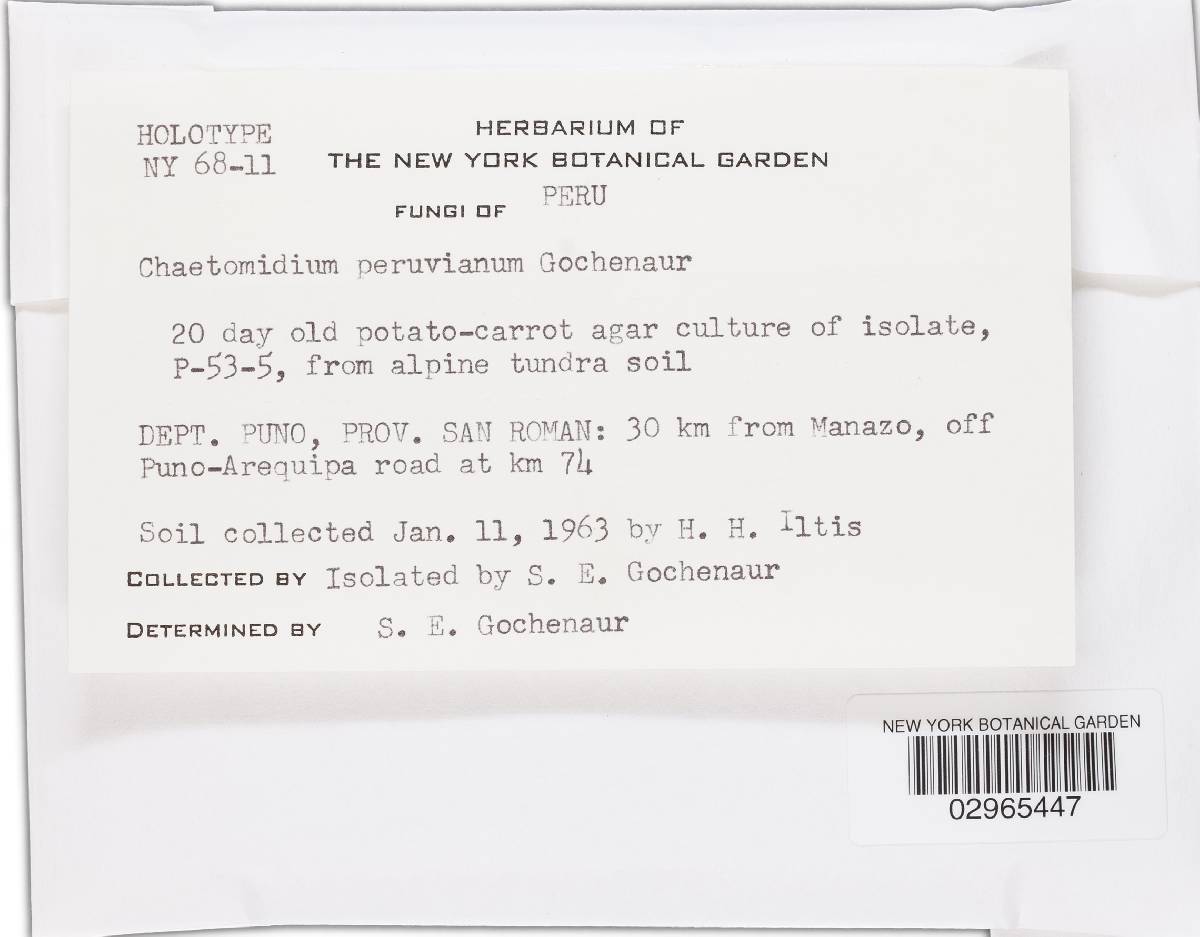 HOLOTYPE
NY 68-11
HERBARIUM OF
THE NEW YORK BOTANICAL GARDEN
FUNGI OF PERU
Chaetomidium peruvianum Gochenaur
20 day old potato-carrot agar culture of isolate,
P-53-5, from alpine tundra soil
DEPT. PUNO, PROV. SAN ROMAN: 30 km from Manazo, off
Puno-Arequipa road at km 74
Soil collected Jan. 11, 1963 by H. H. Iltis
COLLECTED BY Isolated by S. E. Gochenaur
DETERMINED BY S. E. Gochenaur
NEW YORK BOTANICAL GARDEN
02965447